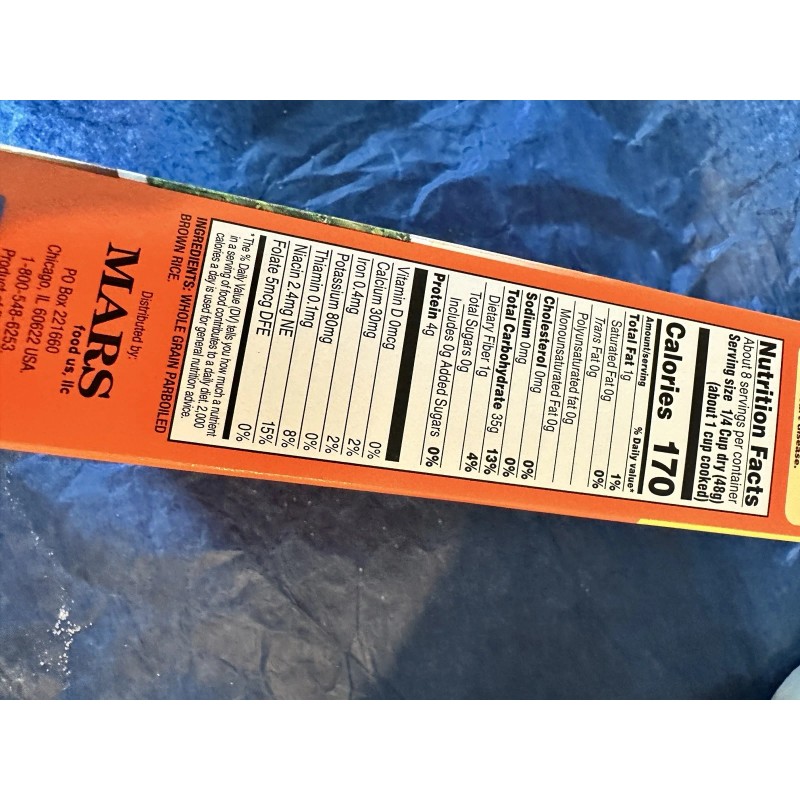 disease.
Nutrition Facts
About 8 servings per container
Serving size 1/4 Cup dry (48g)
(about 1 cup cooked)
Amount/serving
Calories 170
% Daily value*
Total Fat 1g 1%
Saturated Fat 0g 0%
Trans Fat 0g
Polyunsaturated fat 0g
Monounsaturated Fat 0g
Cholesterol 0mg 0%
Sodium 0mg 0%
Total Carbohydrate 35g 13%
Dietary Fiber 1g 4%
Total Sugars 0g
Includes 0g Added Sugars 0%
Protein 4g
Vitamin D 0mcg 0%
Calcium 30mg 2%
Iron 0.4mg 2%
Potassium 80mg 2%
Thiamin 0.1mg 0%
Niacin 2.4mg NE 15%
Folate 5mcg DFE 0%
*The % Daily Value (DV) tells you how much a nutrient
in a serving of food contributes to a daily diet. 2,000
calories a day is used for general nutrition advice.
INGREDIENTS: WHOLE GRAIN PARBOILED
BROWN RICE.
Distributed by:
MARS
food us, llc
PO Box 221660
Chicago, IL 60622 USA
1-800-548-6253
Product of